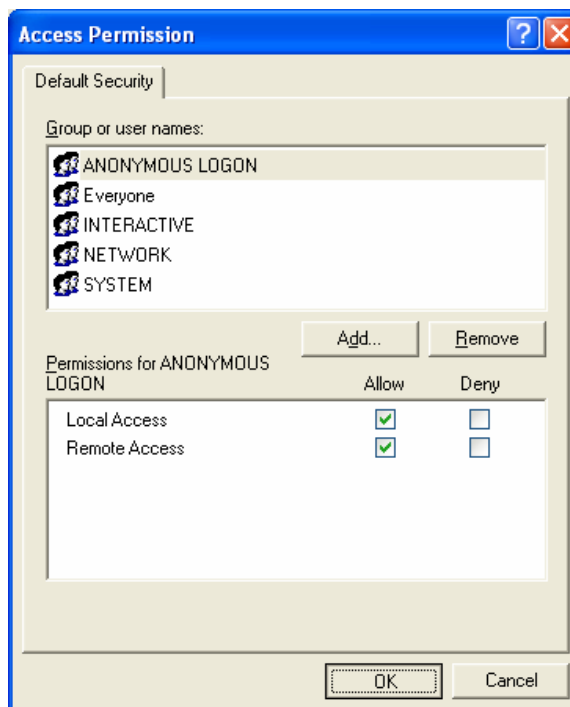 Access Permission
Default Security
Group or user names:
ANONYMOUS LOGON
Everyone
INTERACTIVE
NETWORK
SYSTEM
Add... Remove
Permissions for ANONYMOUS
LOGON Allow Deny
Local Access
Remote Access
OK Cancel